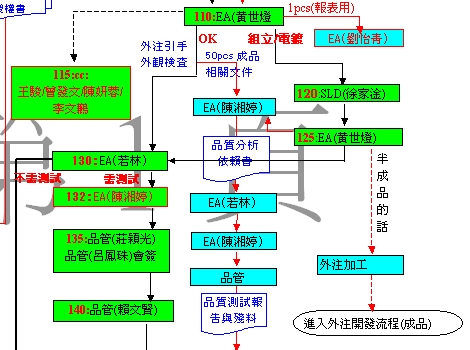 110:EA(黃世燈
1pcs(報表用)
EA(劉怡青)
OK
組立/電鍍
外注引手
外觀檢查
50pcs 成品
相關文件
115:cc:
王駿/曾發文/陳妍蓉/
李文鵬
EA(陳湘婷)
120:SLD(徐家淦)
125:EA(黃世燈)
品質分析
依賴書
130:EA(若林)
不需測試
需測試
132:EA(陳湘婷)
半成品的話
EA(若林)
135:品管(莊穎光)
品管(呂鳳珠)會簽
EA(陳湘婷)
品管
外注加工
品質測試報
告與殘料
140:品管(賴文賢)
進入外注開發流程(成品)